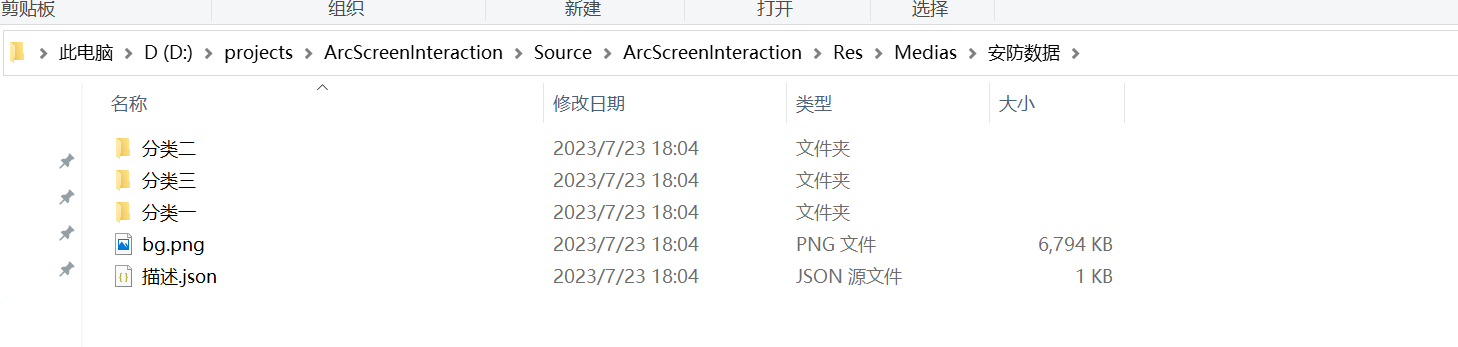 剪贴板 组织 新建 打开 选择
此电脑 D (D:) projects ArcScreenInteraction Source ArcScreenInteraction Res Medias 安防数据
名称 修改日期 类型 大小
分类二 2023/7/23 18:04 文件夹
分类三 2023/7/23 18:04 文件夹
分类一 2023/7/23 18:04 文件夹
bg.png 2023/7/23 18:04 PNG 文件 6,794 KB
描述.json 2023/7/23 18:04 JSON 源文件 1 KB